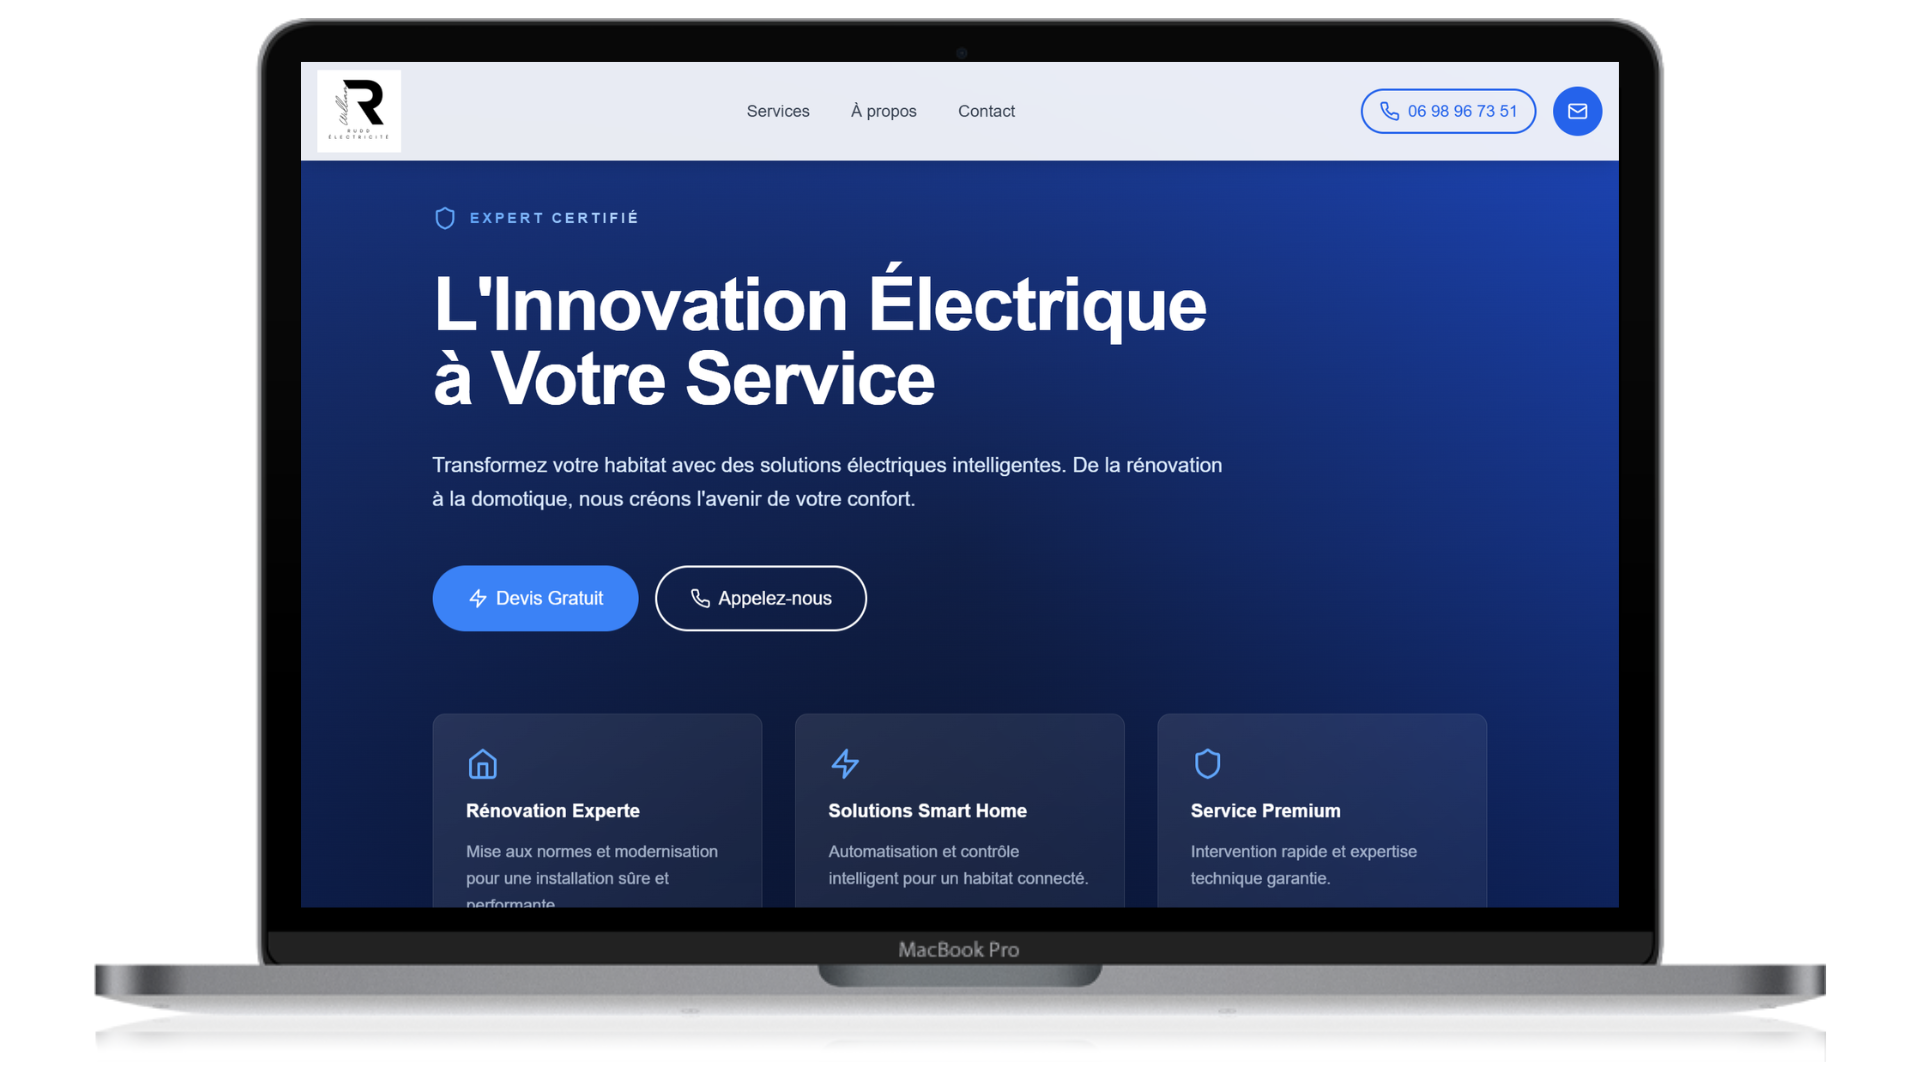 R
RUDD
ÉLECTRICITÉ
Services
À propos
Contact
06 98 96 73 51
EXPERT CERTIFIÉ
L'Innovation Électrique
à Votre Service
Transformez votre habitat avec des solutions électriques intelligentes. De la rénovation
à la domotique, nous créons l'avenir de votre confort.
Devis Gratuit
Appelez-nous
Rénovation Experte
Mise aux normes et modernisation
pour une installation sûre et
performante
Solutions Smart Home
Automatisation et contrôle
intelligent pour un habitat connecté.
Service Premium
Intervention rapide et expertise
technique garantie.
MacBook Pro